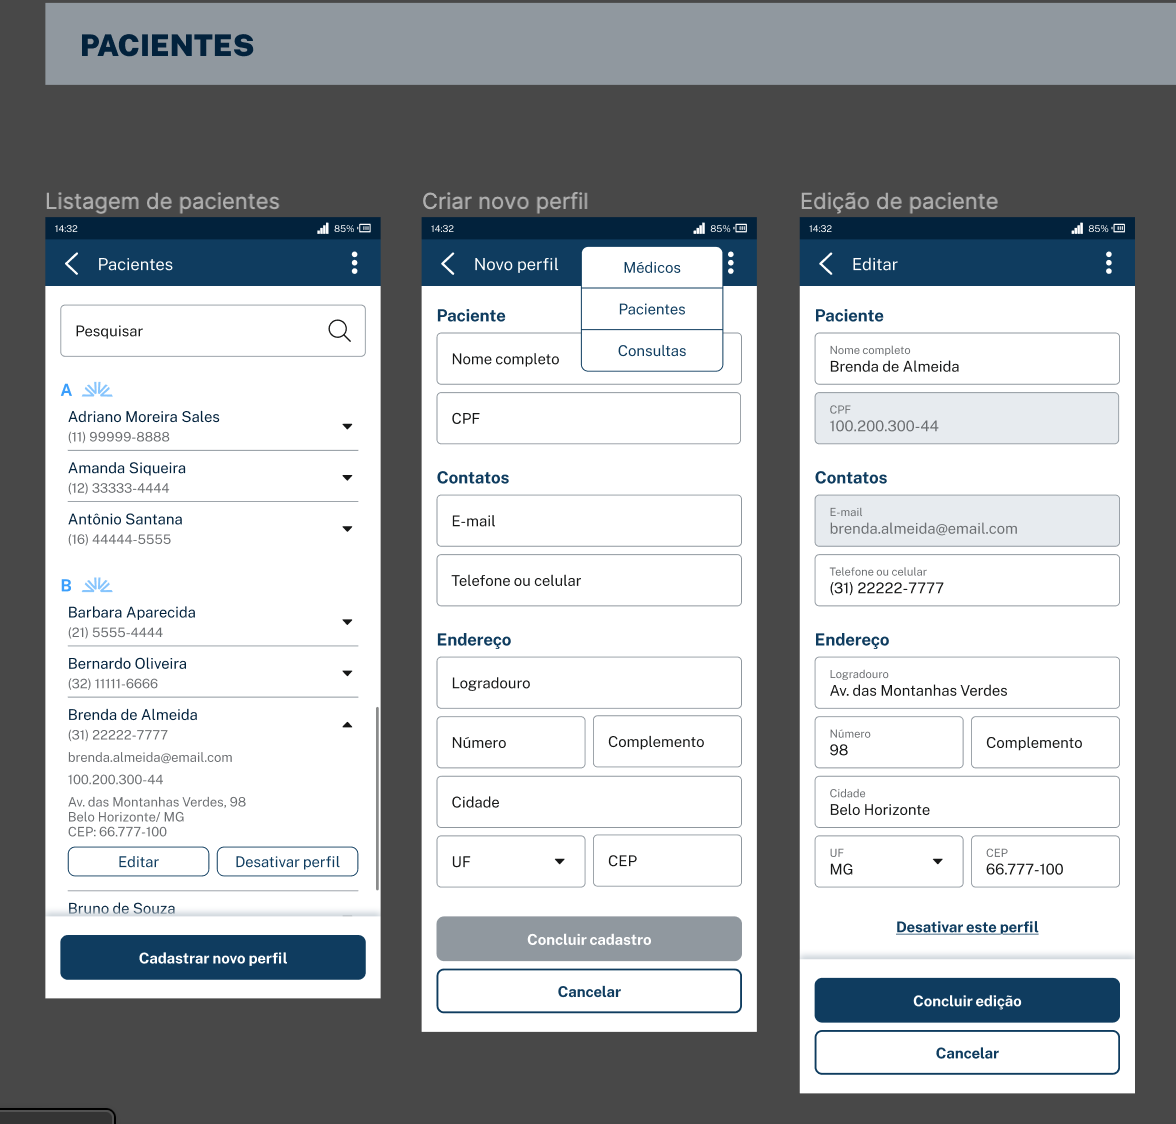 PACIENTES
Listagem de pacientes
14:32
85%
Pacientes
Pesquisar
A
Adriano Moreira Sales
(11) 99999-8888
Amanda Siqueira
(12) 33333-4444
Antônio Santana
(16) 44444-5555
B
Barbara Aparecida
(21) 5555-4444
Bernardo Oliveira
(32) 11111-6666
Brenda de Almeida
(31) 22222-7777
brenda.almeida@email.com
100.200.300-44
Av. das Montanhas Verdes, 98
Belo Horizonte/ MG
CEP: 66.777-100
Editar
Desativar perfil
Bruno de Souza
Cadastrar novo perfil
Criar novo perfil
14:32
85%
Novo perfil
Médicos
Pacientes
Consultas
Paciente
Nome completo
CPF
Contatos
E-mail
Telefone ou celular
Endereço
Logradouro
Número
Complemento
Cidade
UF
CEP
Concluir cadastro
Cancelar
Edição de paciente
14:32
85%
Editar
Paciente
Nome completo
Brenda de Almeida
CPF
100.200.300-44
Contatos
E-mail
brenda.almeida@email.com
Telefone ou celular
(31) 22222-7777
Endereço
Logradouro
Av. das Montanhas Verdes
Número
98
Complemento
Cidade
Belo Horizonte
UF
MG
CEP
66.777-100
Desativar este perfil
Concluir edição
Cancelar